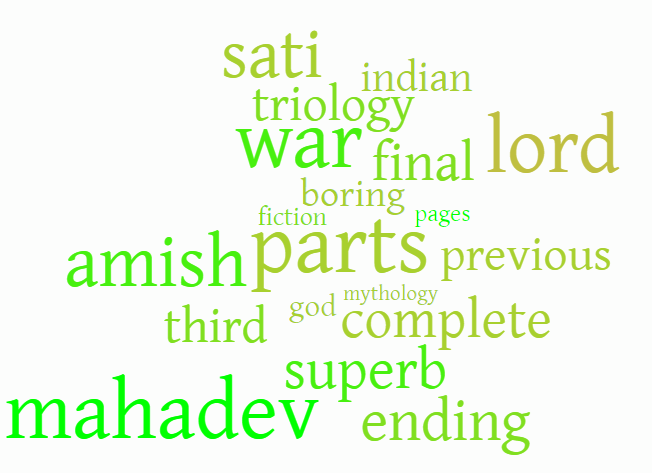 sati
indian
triology
war
final
lord
boring
fiction
pages
amish
parts
previous
third
god
mythology
complete
superb
mahadev
ending